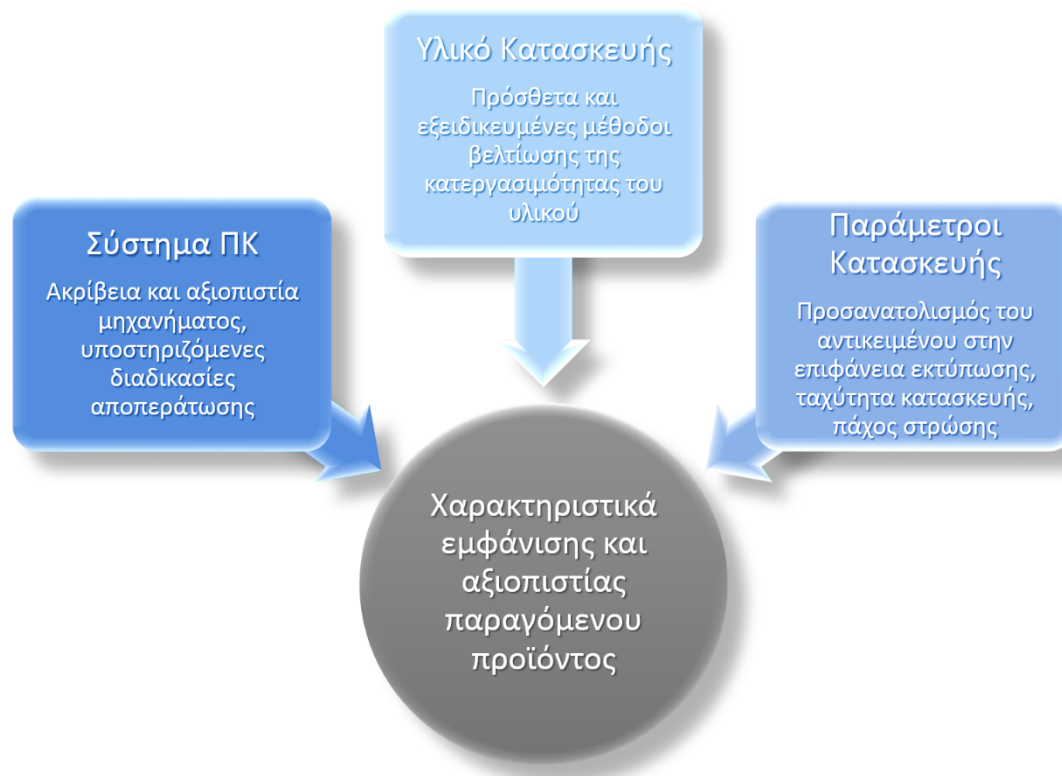 Υλικό Κατασκευής
Πρόσθετα και
εξειδικευμένες μέθοδοι
βελτίωσης της
κατεργασιμότητας του
υλικού
Σύστημα ΠΚ
Ακρίβεια και αξιοπιστία
μηχανήματος,
υποστηριζόμενες
διαδικασίες
αποπεράτωσης
Παράμετροι
Κατασκευής
Προσανατολισμός του
αντικειμένου στην
επιφάνεια εκτύπωσης,
ταχύτητα κατασκευής,
πάχος στρώσης
Χαρακτηριστικά
εμφάνισης και
αξιοπιστίας
παραγόμενου
προϊόντος